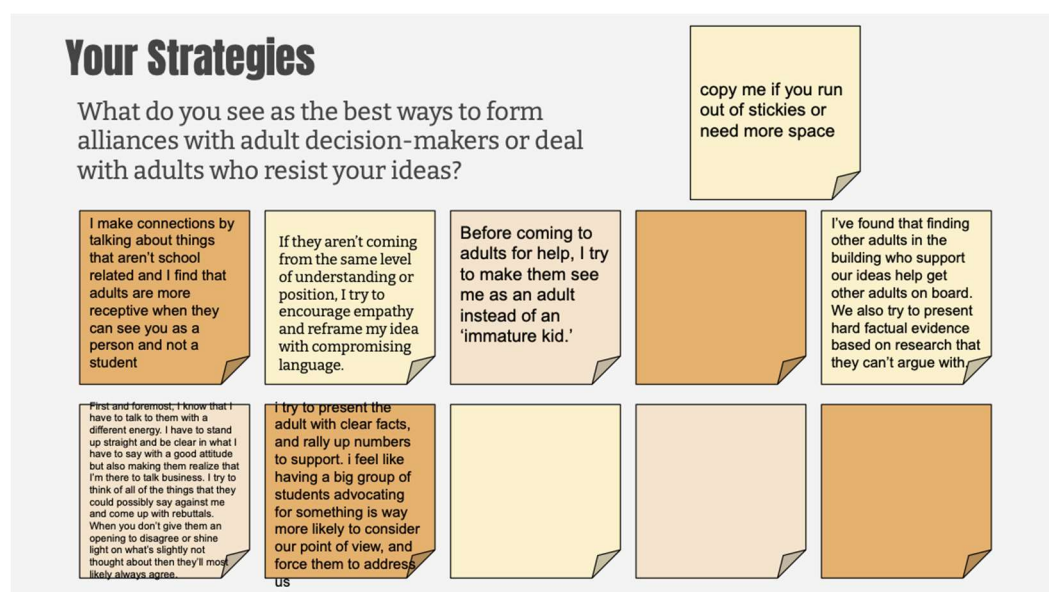 Your Strategies
What do you see as the best ways to form
alliances with adult decision-makers or deal
with adults who resist your ideas?
copy me if you run
out of stickies or
need more space
I make connections by
talking about things
that aren't school
related and I find that
adults are more
receptive when they
can see you as a
person and not a
student
If they aren't coming
from the same level
of understanding or
position, I try to
encourage empathy
and reframe my idea
with compromising
language.
Before coming to
adults for help, I try
to make them see
me as an adult
instead of an
'immature kid.'
I've found that finding
other adults in the
building who support
our ideas help get
other adults on board.
We also try to present
hard factual evidence
based on research that
they can't argue with.
First and foremost, I know that I
have to talk to them with a
different energy. I have to stand
up straight and be clear in what I
have to say with a good attitude
but also making them realize that
I'm there to talk business. I try to
think of all of the things that they
could possibly say against me
and come up with rebuttals.
When you don't give them an
opening to disagree or shine
light on what's slightly not
thought about then they'll most
likely always agree.
i try to present the
adult with clear facts,
and rally up numbers
to support. i feel like
having a big group of
students advocating
for something is way
more likely to consider
our point of view, and
force them to address
us